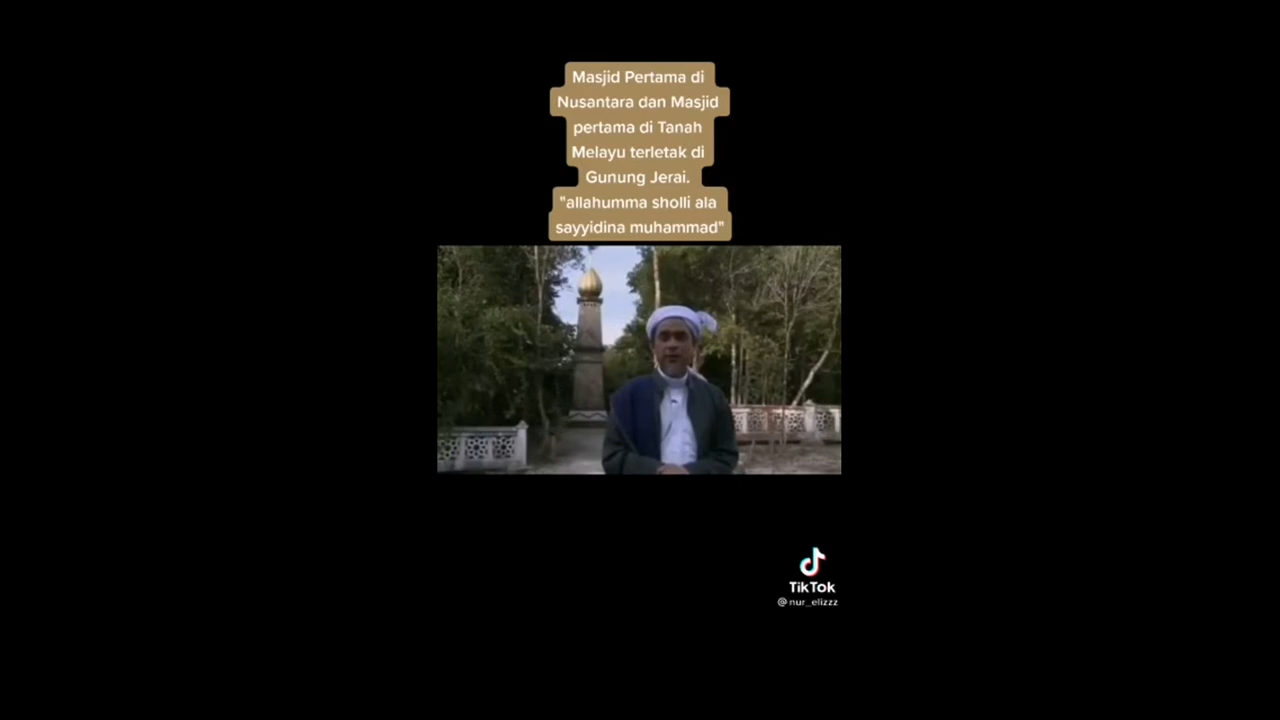 Masjid Pertama di
Nusantara dan Masjid
pertama di Tanah
Melayu terletak di
Gunung Jerai.
"allahumma sholli ala
sayyidina muhammad"
TikTok
@nur_elizzz